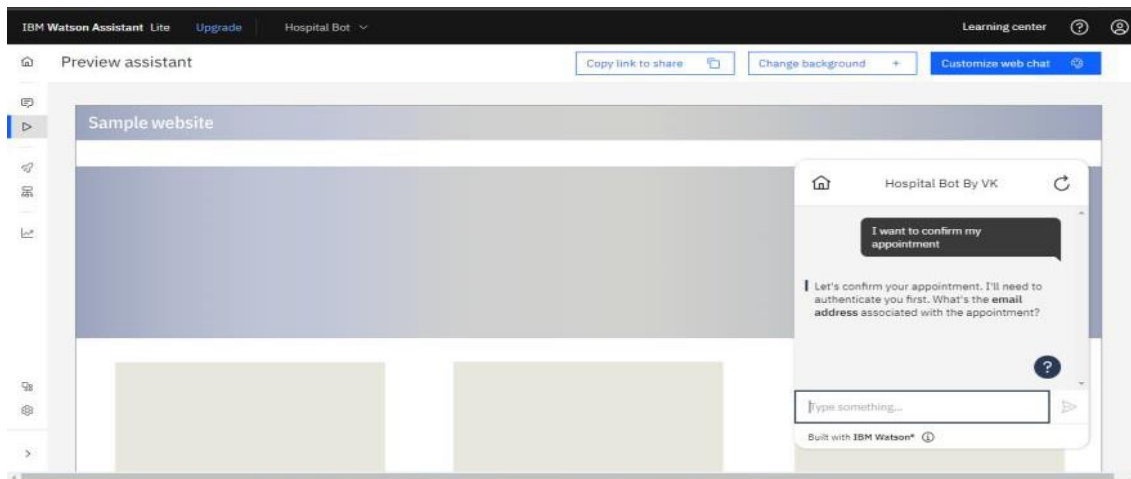 IBM Watson Assistant Lite Upgrade Hospital Bot Learning center
Preview assistant Copy link to share Change background + Customize web chat
Sample website
Hospital Bot By VK
I want to confirm my
appointment
Let's confirm your appointment. I'll need to
authenticate you first. What's the email
address associated with the appointment?
?
Type something...
Built with IBM Watson®